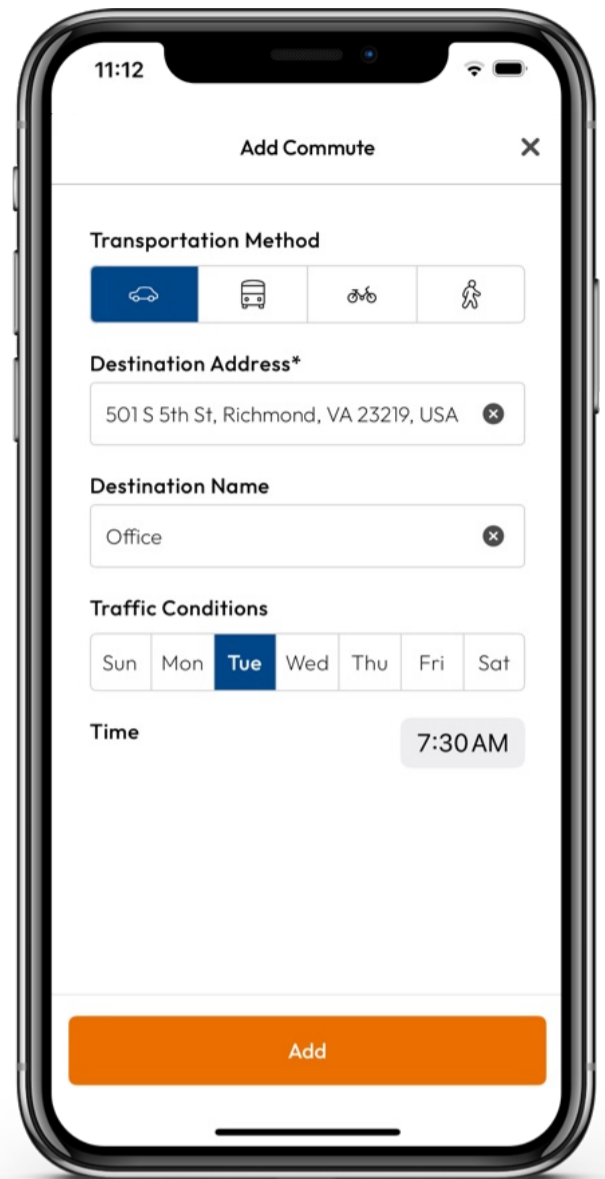 11:12
Add Commute
Transportation Method
Destination Address*
501 S 5th St, Richmond, VA 23219, USA
Destination Name
Office
Traffic Conditions
Sun Mon Tue Wed Thu Fri Sat
Time 7:30 AM
Add